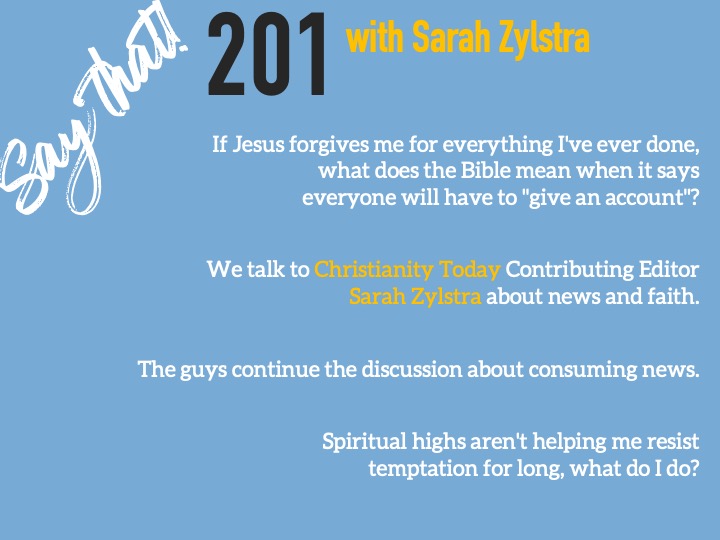 Say that!
201
with Sarah Zylstra
If Jesus forgives me for everything I've ever done,
what does the Bible mean when it says
everyone will have to "give an account"?
We talk to Christianity Today Contributing Editor
Sarah Zylstra about news and faith.
The guys continue the discussion about consuming news.
Spiritual highs aren't helping me resist
temptation for long, what do I do?